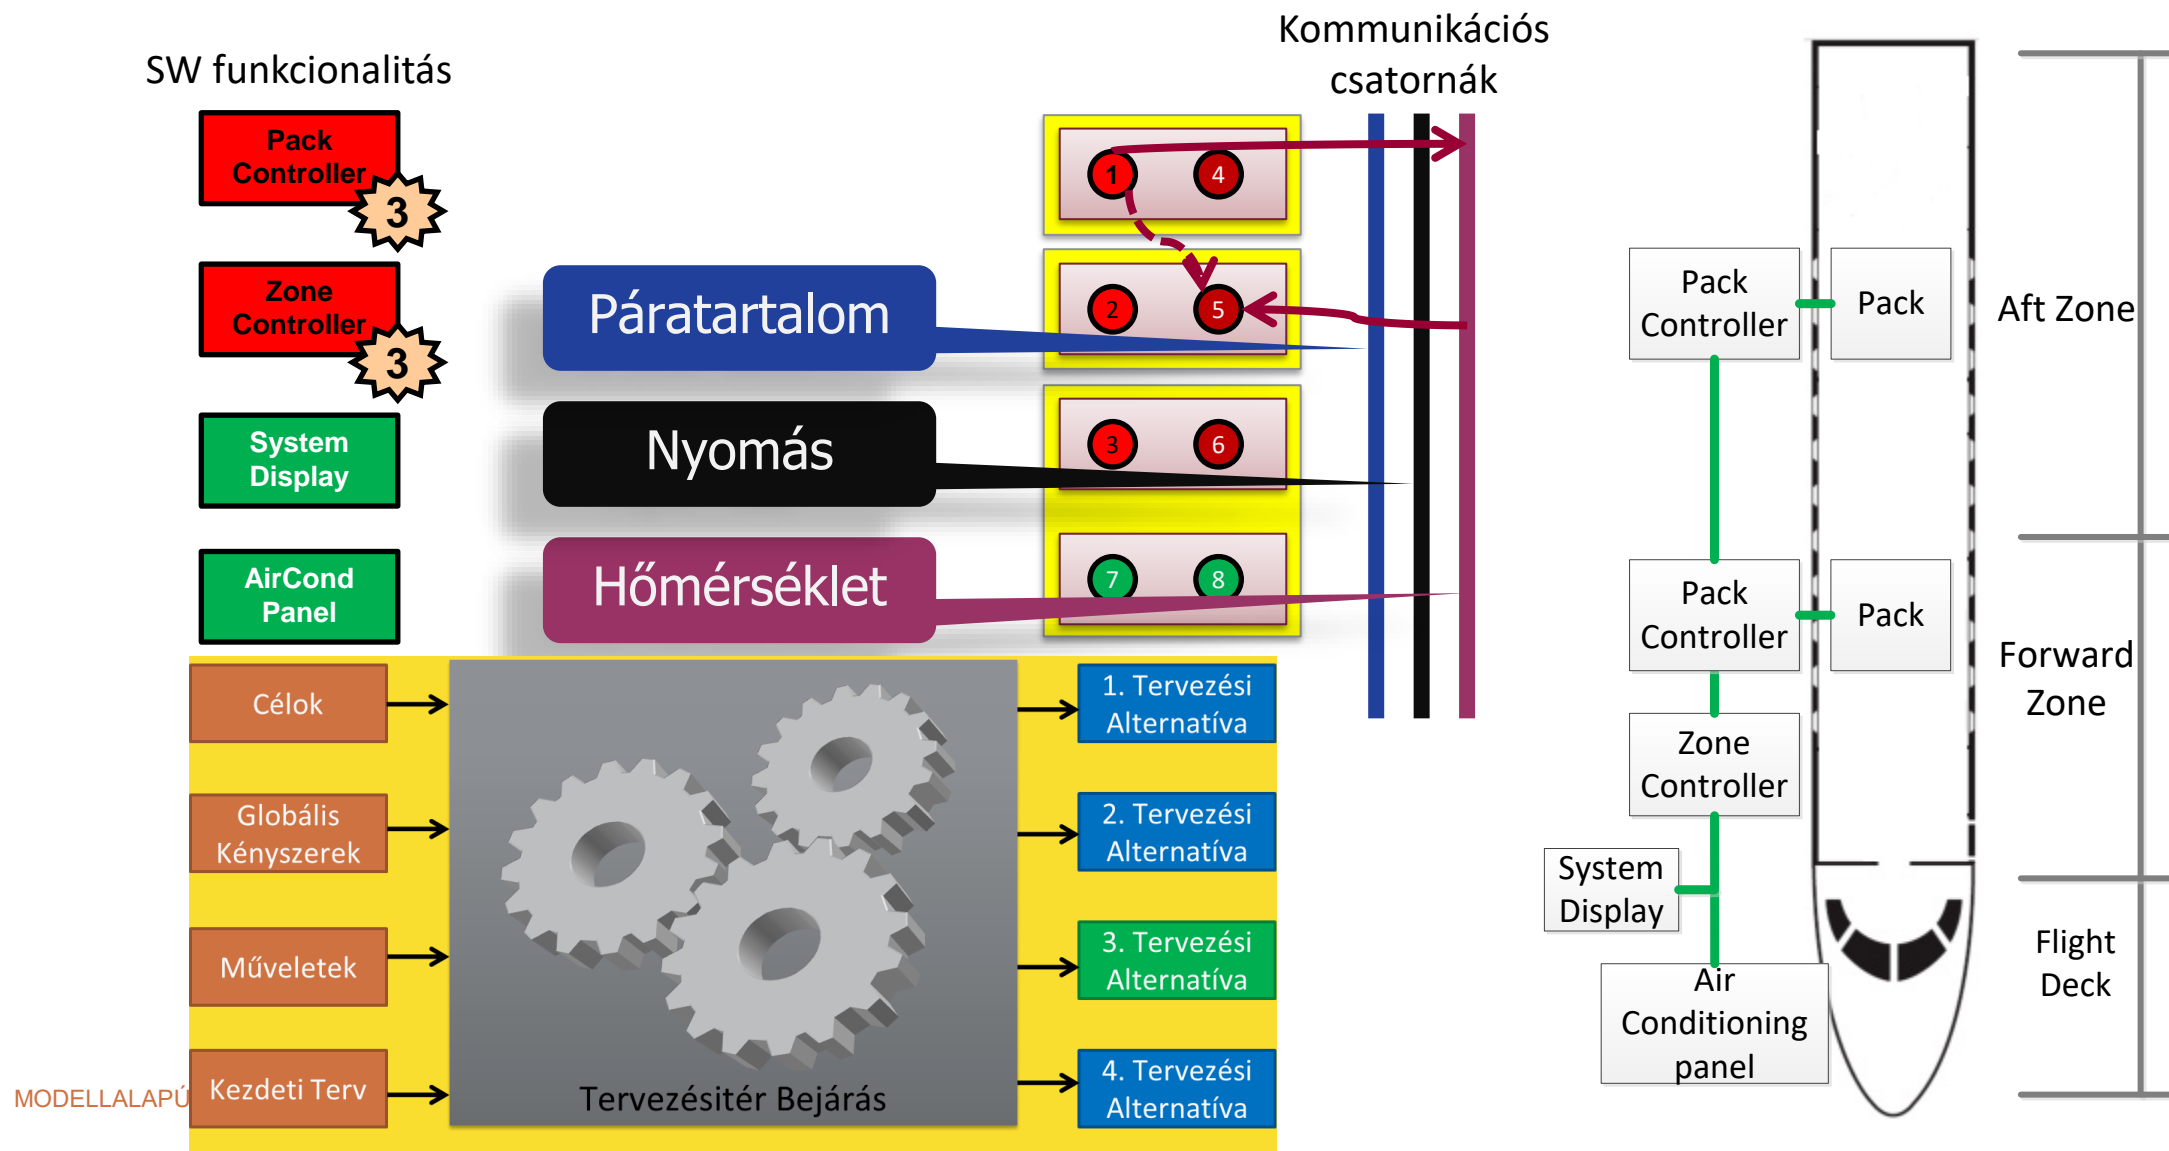 SW funkcionalitás
Pack
Controller
3
Zone
Controller
3
System
Display
AirCond
Panel
Páratartalom
Nyomás
Hőmérséklet
Kommunikációs
csatornák
1
4
2
5
3
6
7
8
Célok
Globális
Kényszerek
Műveletek
Kezdeti Terv
MODELLALAPÚ
Tervezésitér Bejárás
1. Tervezési
Alternatíva
2. Tervezési
Alternatíva
3. Tervezési
Alternatíva
4. Tervezési
Alternatíva
Pack
Controller
Pack
Aft Zone
Pack
Controller
Pack
Forward
Zone
Zone
Controller
System
Display
Flight
Deck
Air
Conditioning
panel